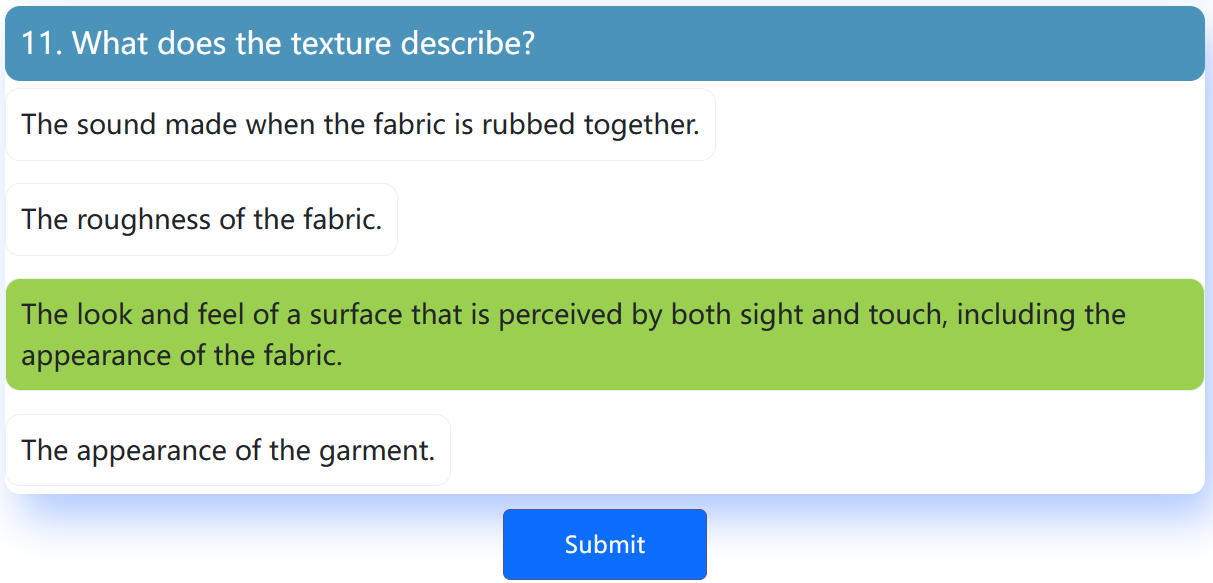 11. What does the texture describe?
The sound made when the fabric is rubbed together.
The roughness of the fabric.
The look and feel of a surface that is perceived by both sight and touch, including the
appearance of the fabric.
The appearance of the garment.
Submit